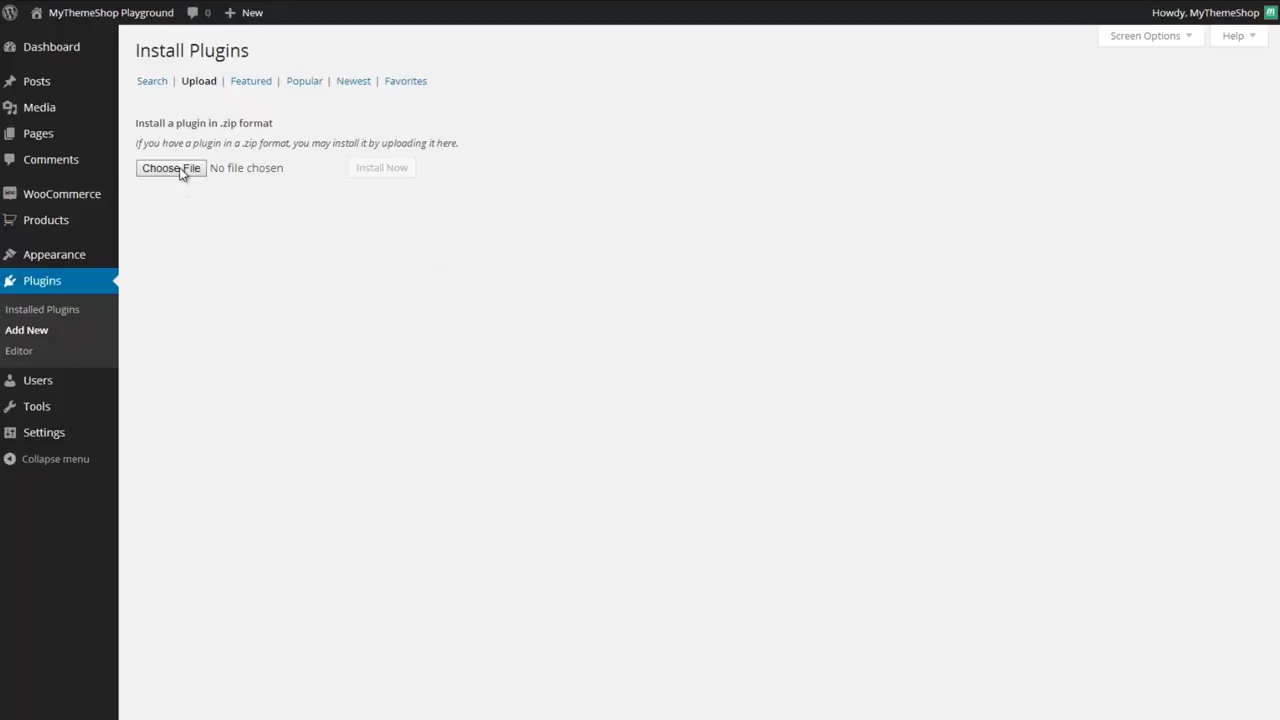 MyThemeShop Playground 0 New Howdy, MyThemeShop
Screen Options Help
Dashboard
Posts
Media
Pages
Comments
WooCommerce
Products
Appearance
Plugins
Installed Plugins
Add New
Editor
Users
Tools
Settings
Collapse menu
Install Plugins
Search | Upload | Featured | Popular | Newest | Favorites
Install a plugin in .zip format
If you have a plugin in a .zip format, you may install it by uploading it here.
Choose File No file chosen Install Now